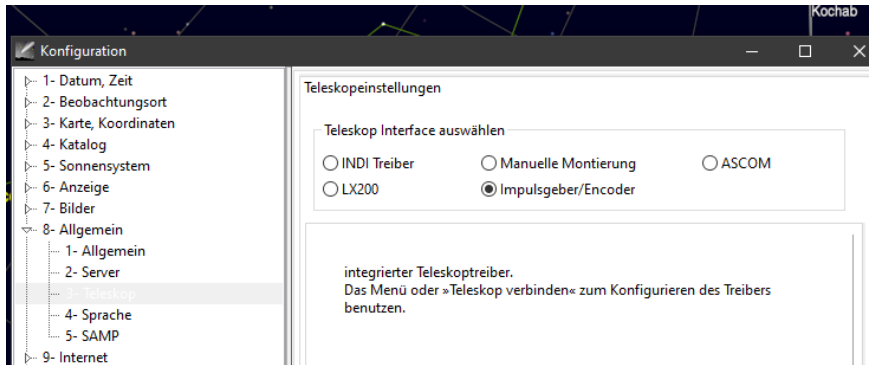 Kochab
Konfiguration
1- Datum, Zeit
2- Beobachtungsort
3- Karte, Koordinaten
4- Katalog
5- Sonnensystem
6- Anzeige
7- Bilder
8- Allgemein
1- Allgemein
2- Server
3- Teleskop
4- Sprache
5- SAMP
9- Internet
Teleskopeinstellungen
Teleskop Interface auswählen
INDI Treiber
Manuelle Montierung
ASCOM
LX200
Impulsgeber/Encoder
integrierter Teleskoptreiber.
Das Menü oder »Teleskop verbinden« zum Konfigurieren des Treibers
benutzen.